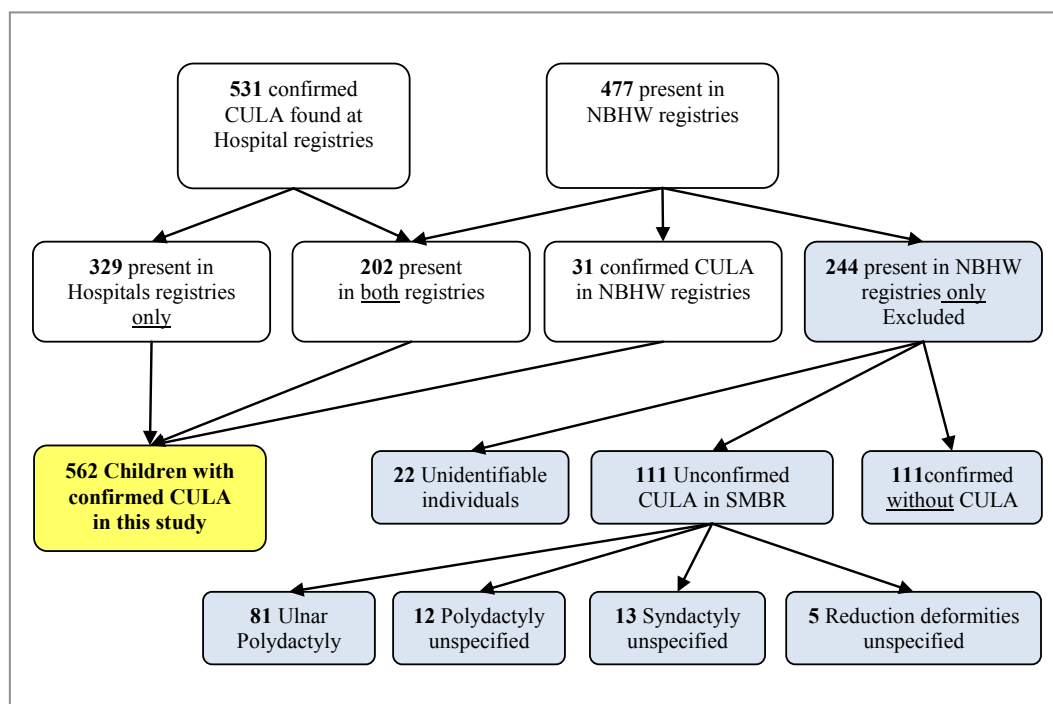 531 confirmed
CULA found at
Hospital registries
477 present in
NBHW registries
329 present in
Hospitals registries
only
202 present
in both registries
31 confirmed CULA
in NBHW registries
244 present in NBHW
registries only
Excluded
562 Children with
confirmed CULA
in this study
22 Unidentifiable
individuals
111 Unconfirmed
CULA in SMBR
111confirmed
without CULA
81 Ulnar
Polydactyly
12 Polydactyly
unspecified
13 Syndactyly
unspecified
5 Reduction deformities
unspecified